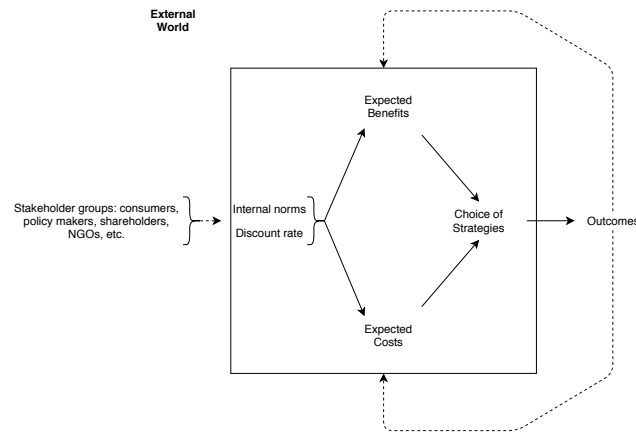 External
World
Expected
Benefits
Stakeholder groups: consumers,
policy makers, shareholders,
NGOs, etc.
Internal norms
Discount rate
Choice of
Strategies
Outcomes
Expected
Costs